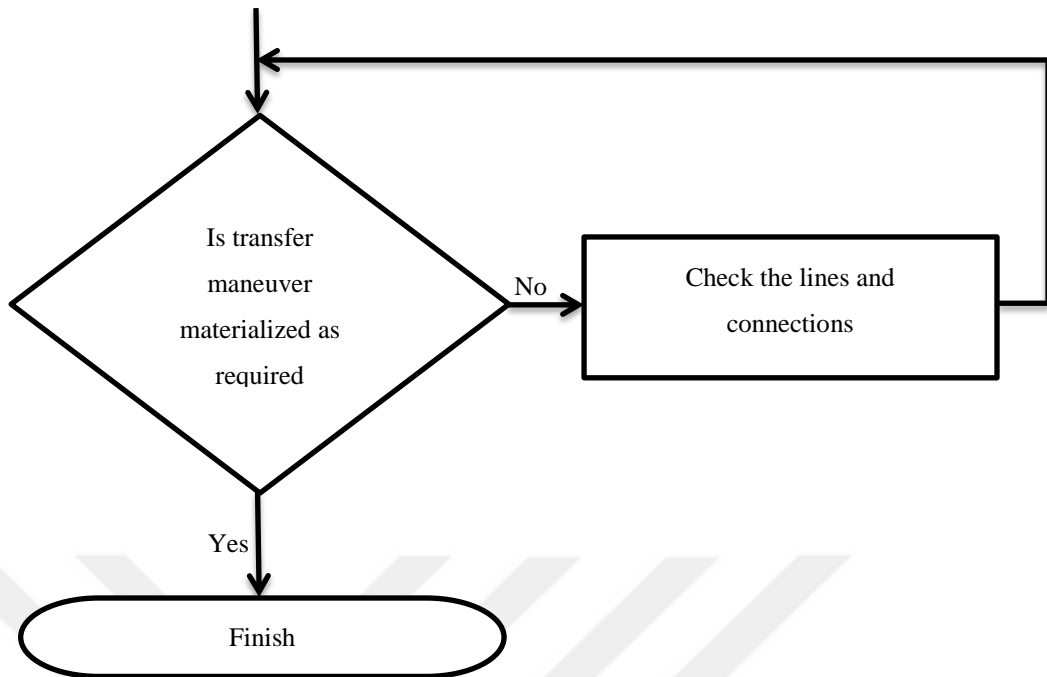 Is transfer
maneuver
materialized as
required
No
Check the lines and
connections
Yes
Finish